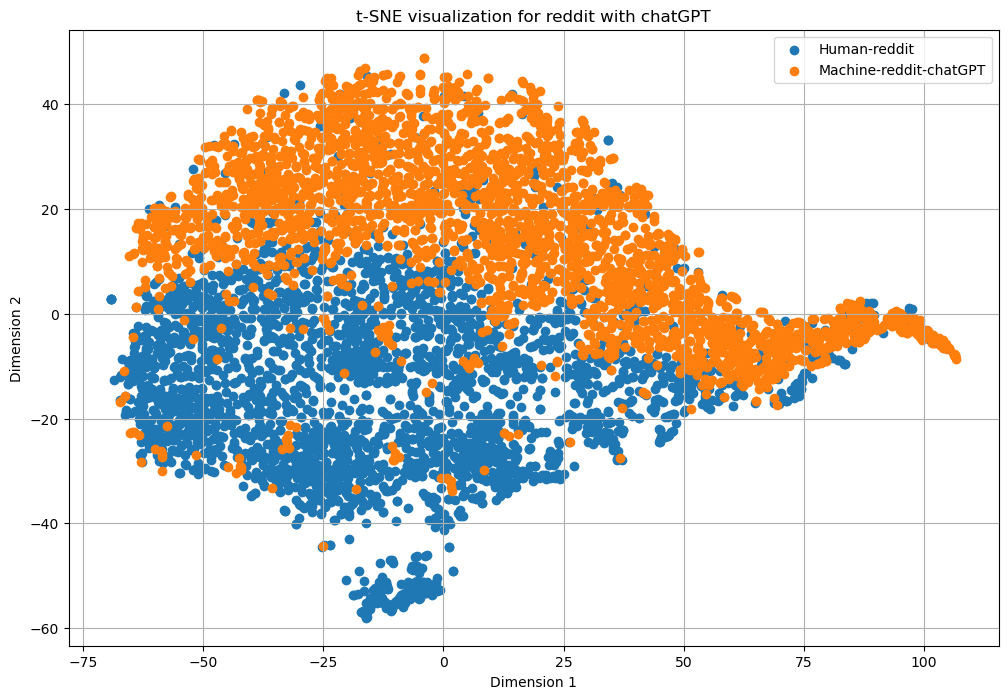 t-SNE visualization for reddit with chatGPT
Human-reddit
Machine-reddit-chatGPT
Dimension 2
40
20
0
−20
−40
−60
−75
−50
−25
0
25
50
75
100
Dimension 1